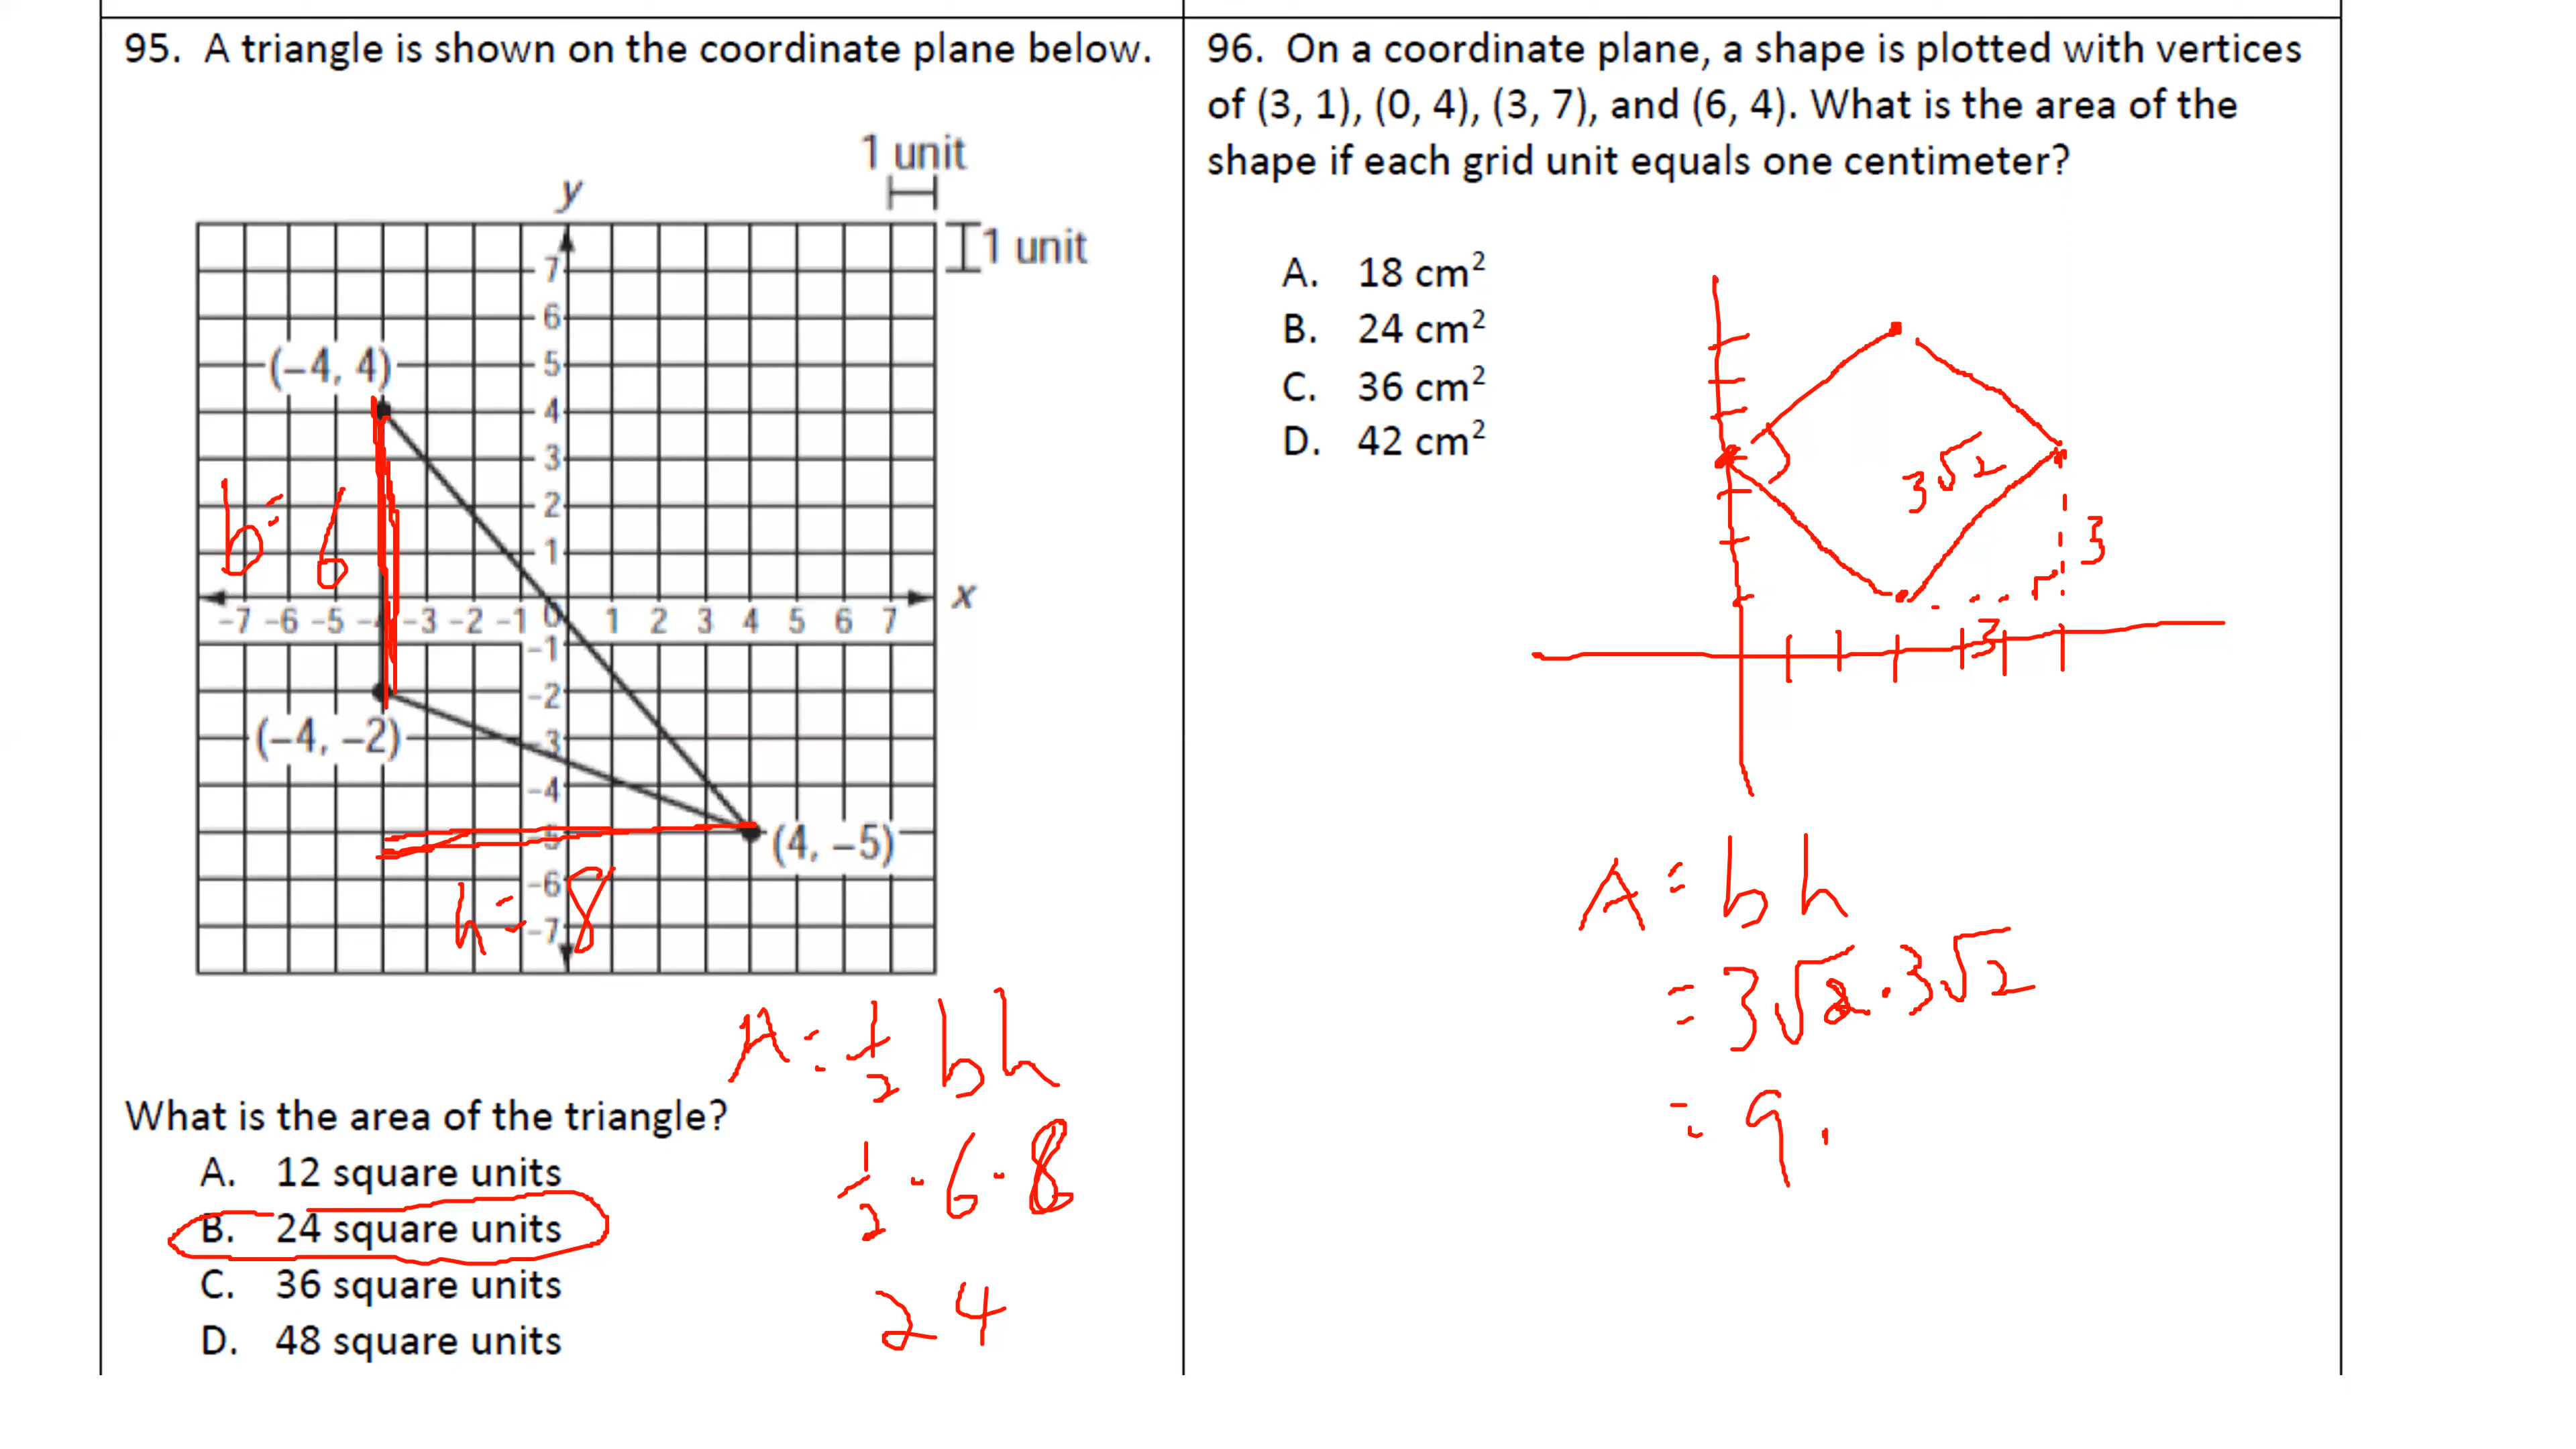 95. A triangle is shown on the coordinate plane below.
1 unit
y
1 unit
7
6
(−4, 4)
5
4
3
2
1
b = 6
x
−7 −6 −5 −4 −3 −2 −1 0 1 2 3 4 5 6 7
−1
−2
(−4, −2)
−3
−4
−5
(4, −5)
−6
−7
h = 8
A = 1/2 bh
What is the area of the triangle?
1/2 · 6 · 8
A. 12 square units
B. 24 square units
C. 36 square units
24
D. 48 square units
96. On a coordinate plane, a shape is plotted with vertices
of (3, 1), (0, 4), (3, 7), and (6, 4). What is the area of the
shape if each grid unit equals one centimeter?
A. 18 cm²
B. 24 cm²
C. 36 cm²
D. 42 cm²
3√2
3
3
A = bh
= 3√2 · 3√2
= 9 ·